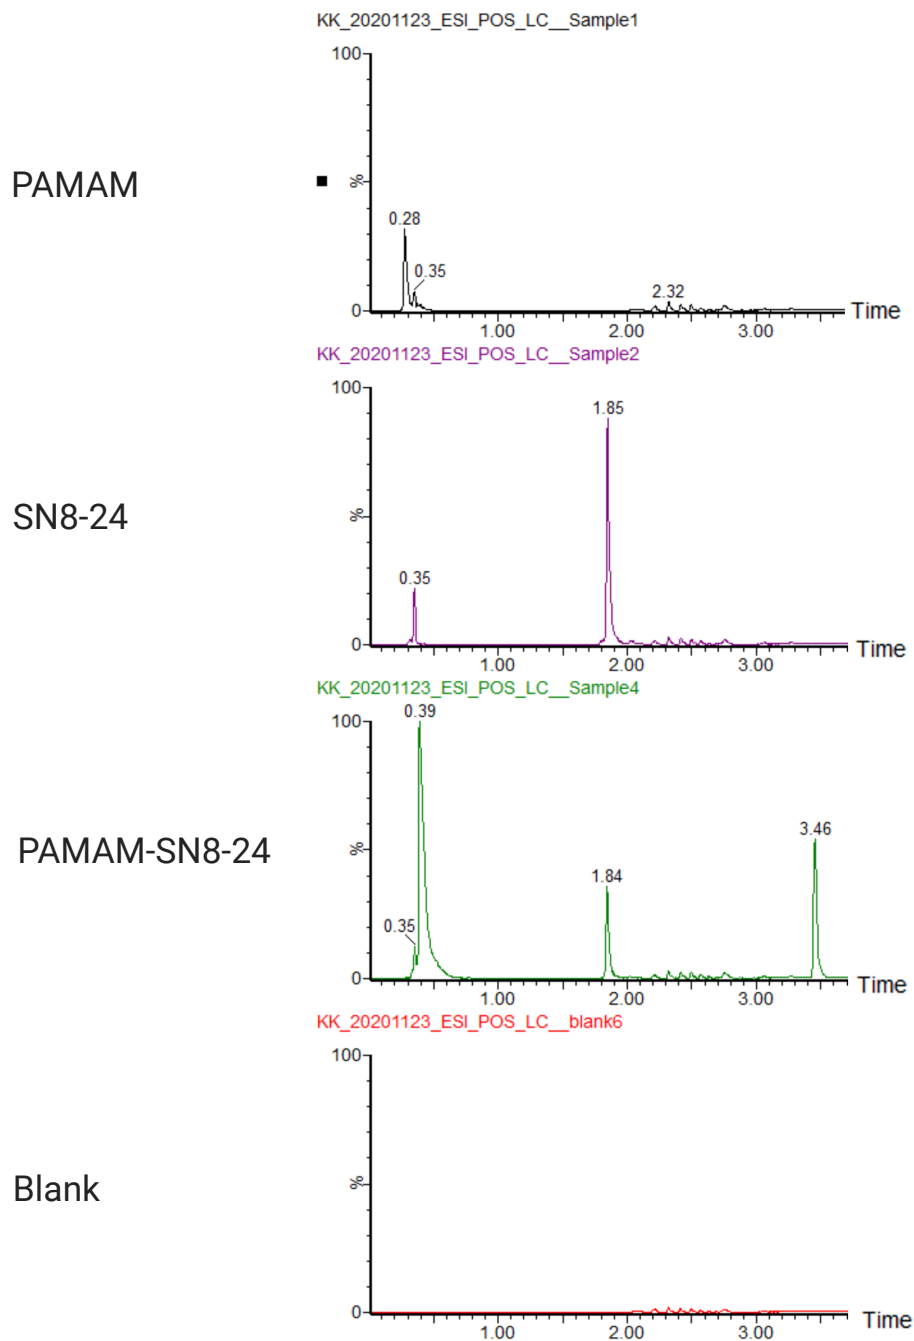 KK_20201123_ESI_POS_LC__Sample1
100
PAMAM
%
0.28
0.35
2.32
0
Time
1.00 2.00 3.00
KK_20201123_ESI_POS_LC__Sample2
100
1.85
SN8-24
%
0.35
0
Time
1.00 2.00 3.00
KK_20201123_ESI_POS_LC__Sample4
0.39
100
3.46
PAMAM-SN8-24
%
1.84
0.35
0
Time
1.00 2.00 3.00
KK_20201123_ESI_POS_LC__blank6
100
Blank
%
0
Time
1.00 2.00 3.00